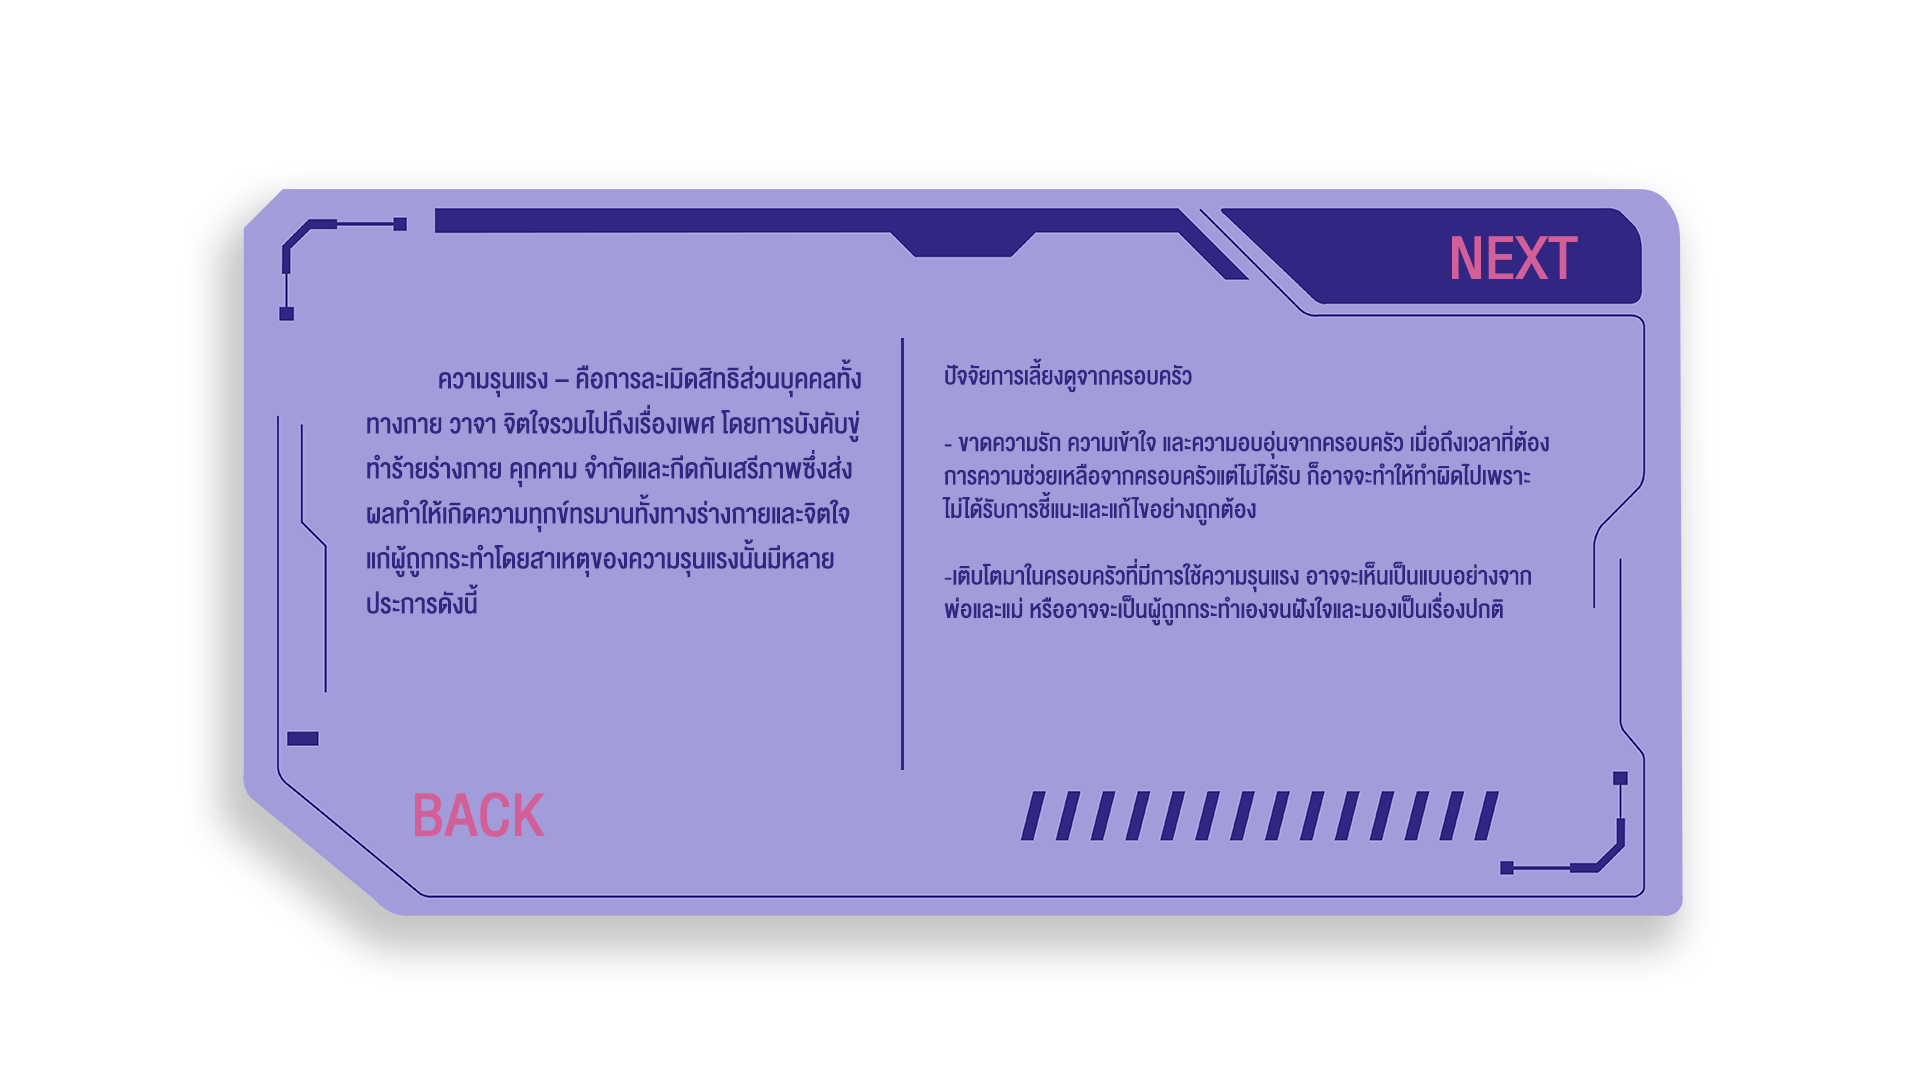 NEXT
ความรุนแรง – คือการละเมิดสิทธิส่วนบุคคลทั้ง
ทางกาย วาจา จิตใจรวมไปถึงเรื่องเพศ โดยการบังคับขู่
ทำร้ายร่างกาย คุกคาม จำกัดและกีดกันเสรีภาพซึ่งส่ง
ผลทำให้เกิดความทุกข์ทรมานทั้งทางร่างกายและจิตใจ
แก่ผู้ถูกกระทำโดยสาเหตุของความรุนแรงนั้นมีหลาย
ประการดังนี้
ปัจจัยการเลี้ยงดูจากครอบครัว
- ขาดความรัก ความเข้าใจ และความอบอุ่นจากครอบครัว เมื่อถึงเวลาที่ต้อง
การความช่วยเหลือจากครอบครัวแต่ไม่ได้รับ ก็อาจจะทำให้ทำผิดไปเพราะ
ไม่ได้รับการชี้แนะและแก้ไขอย่างถูกต้อง
-เติบโตมาในครอบครัวที่มีการใช้ความรุนแรง อาจจะเห็นเป็นแบบอย่างจาก
พ่อและแม่ หรืออาจจะเป็นผู้ถูกกระทำเองจนฝังใจและมองเป็นเรื่องปกติ
BACK